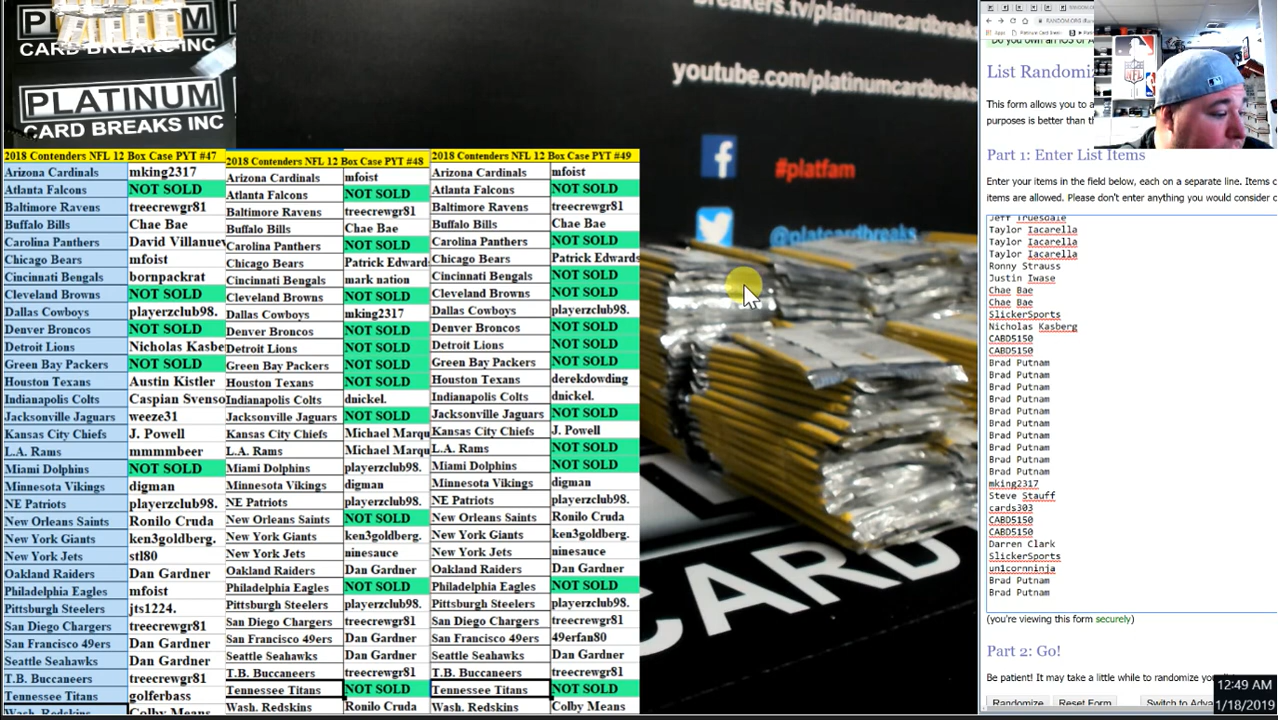 PLATINUM
CARD BREAKS INC
PLATINUM
CARD BREAKS INC
breakers.tv/platinumcardbreaks
youtube.com/platinumcardbreaks
#platfam
@platcardbreaks
CARD
2018 Contenders NFL 12 Box Case PYT #47
Arizona Cardinals mking2317
Atlanta Falcons NOT SOLD
Baltimore Ravens treecrewgr81
Buffalo Bills Chae Bae
Carolina Panthers David Villanuev
Chicago Bears mfoist
Cincinnati Bengals bornpackrat
Cleveland Browns NOT SOLD
Dallas Cowboys playerzclub98.
Denver Broncos NOT SOLD
Detroit Lions Nicholas Kasbe
Green Bay Packers NOT SOLD
Houston Texans Austin Kistler
Indianapolis Colts Caspian Svenso
Jacksonville Jaguars weeze31
Kansas City Chiefs J. Powell
L.A. Rams mmmmbeer
Miami Dolphins NOT SOLD
Minnesota Vikings digman
NE Patriots playerzclub98.
New Orleans Saints Ronilo Cruda
New York Giants ken3goldberg.
New York Jets stl80
Oakland Raiders Dan Gardner
Philadelphia Eagles mfoist
Pittsburgh Steelers jts1224.
San Diego Chargers treecrewgr81
San Francisco 49ers Dan Gardner
Seattle Seahawks Dan Gardner
T.B. Buccaneers treecrewgr81
Tennessee Titans golferbass
Wash. Redskins Colby Means
2018 Contenders NFL 12 Box Case PYT #48
Arizona Cardinals mfoist
Atlanta Falcons NOT SOLD
Baltimore Ravens treecrewgr81
Buffalo Bills Chae Bae
Carolina Panthers NOT SOLD
Chicago Bears Patrick Edward
Cincinnati Bengals mark nation
Cleveland Browns NOT SOLD
Dallas Cowboys mking2317
Denver Broncos NOT SOLD
Detroit Lions NOT SOLD
Green Bay Packers NOT SOLD
Houston Texans NOT SOLD
Indianapolis Colts dnickel.
Jacksonville Jaguars NOT SOLD
Kansas City Chiefs Michael Marqu
L.A. Rams Michael Marqu
Miami Dolphins playerzclub98.
Minnesota Vikings digman
NE Patriots playerzclub98.
New Orleans Saints NOT SOLD
New York Giants ken3goldberg.
New York Jets ninesauce
Oakland Raiders Dan Gardner
Philadelphia Eagles NOT SOLD
Pittsburgh Steelers playerzclub98.
San Diego Chargers treecrewgr81
San Francisco 49ers Dan Gardner
Seattle Seahawks Dan Gardner
T.B. Buccaneers treecrewgr81
Tennessee Titans NOT SOLD
Wash. Redskins Ronilo Cruda
2018 Contenders NFL 12 Box Case PYT #49
Arizona Cardinals mfoist
Atlanta Falcons NOT SOLD
Baltimore Ravens treecrewgr81
Buffalo Bills Chae Bae
Carolina Panthers NOT SOLD
Chicago Bears Patrick Edwards
Cincinnati Bengals NOT SOLD
Cleveland Browns NOT SOLD
Dallas Cowboys playerzclub98.
Denver Broncos NOT SOLD
Detroit Lions NOT SOLD
Green Bay Packers NOT SOLD
Houston Texans derekdowding
Indianapolis Colts dnickel.
Jacksonville Jaguars NOT SOLD
Kansas City Chiefs J. Powell
L.A. Rams NOT SOLD
Miami Dolphins NOT SOLD
Minnesota Vikings digman
NE Patriots playerzclub98.
New Orleans Saints Ronilo Cruda
New York Giants ken3goldberg.
New York Jets ninesauce
Oakland Raiders Dan Gardner
Philadelphia Eagles NOT SOLD
Pittsburgh Steelers playerzclub98.
San Diego Chargers treecrewgr81
San Francisco 49ers 49erfan80
Seattle Seahawks NOT SOLD
T.B. Buccaneers treecrewgr81
Tennessee Titans NOT SOLD
Wash. Redskins Colby Means
Do you own an iOS or A
List Randomi
This form allows you to a
purposes is better than th
Part 1: Enter List Items
Enter your items in the field below, each on a separate line. Items c
items are allowed. Please don't enter anything you would consider c
Jeff Truesdale
Taylor Iacarella
Taylor Iacarella
Taylor Iacarella
Ronny Strauss
Justin Iwase
Chae Bae
Chae Bae
SlickerSports
Nicholas Kasberg
CABD5150
CABD5150
Brad Putnam
Brad Putnam
Brad Putnam
Brad Putnam
Brad Putnam
Brad Putnam
Brad Putnam
Brad Putnam
Brad Putnam
Brad Putnam
mking2317
Steve Stauff
cards303
CABD5150
CABD5150
Darren Clark
SlickerSports
un1cornninja
Brad Putnam
Brad Putnam
(you're viewing this form securely)
Part 2: Go!
Be patient! It may take a little while to randomize you
Randomize Reset Form Switch to Adva
12:49 AM
1/18/2019